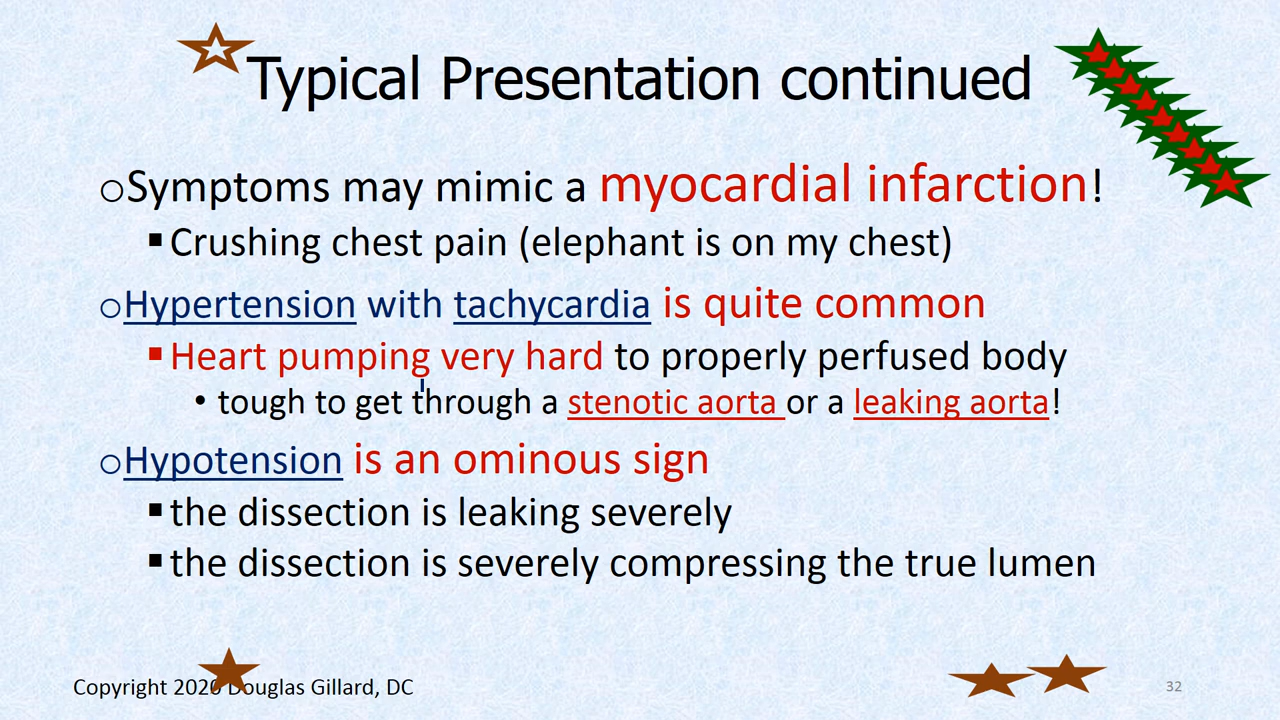 Typical Presentation continued
oSymptoms may mimic a myocardial infarction!
▪Crushing chest pain (elephant is on my chest)
oHypertension with tachycardia is quite common
▪Heart pumping very hard to properly perfused body
• tough to get through a stenotic aorta or a leaking aorta!
oHypotension is an ominous sign
▪the dissection is leaking severely
▪the dissection is severely compressing the true lumen
Copyright 2020 Douglas Gillard, DC
32